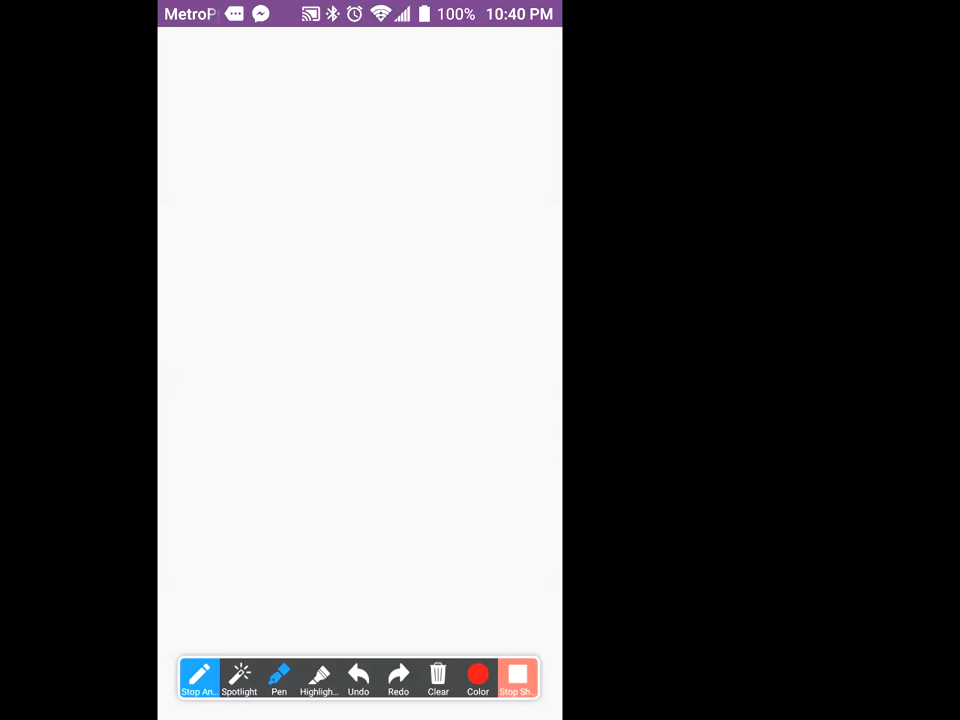 MetroP 100% 10:40 PM
Stop An... Spotlight Pen Highligh... Undo Redo Clear Color Stop Sh...